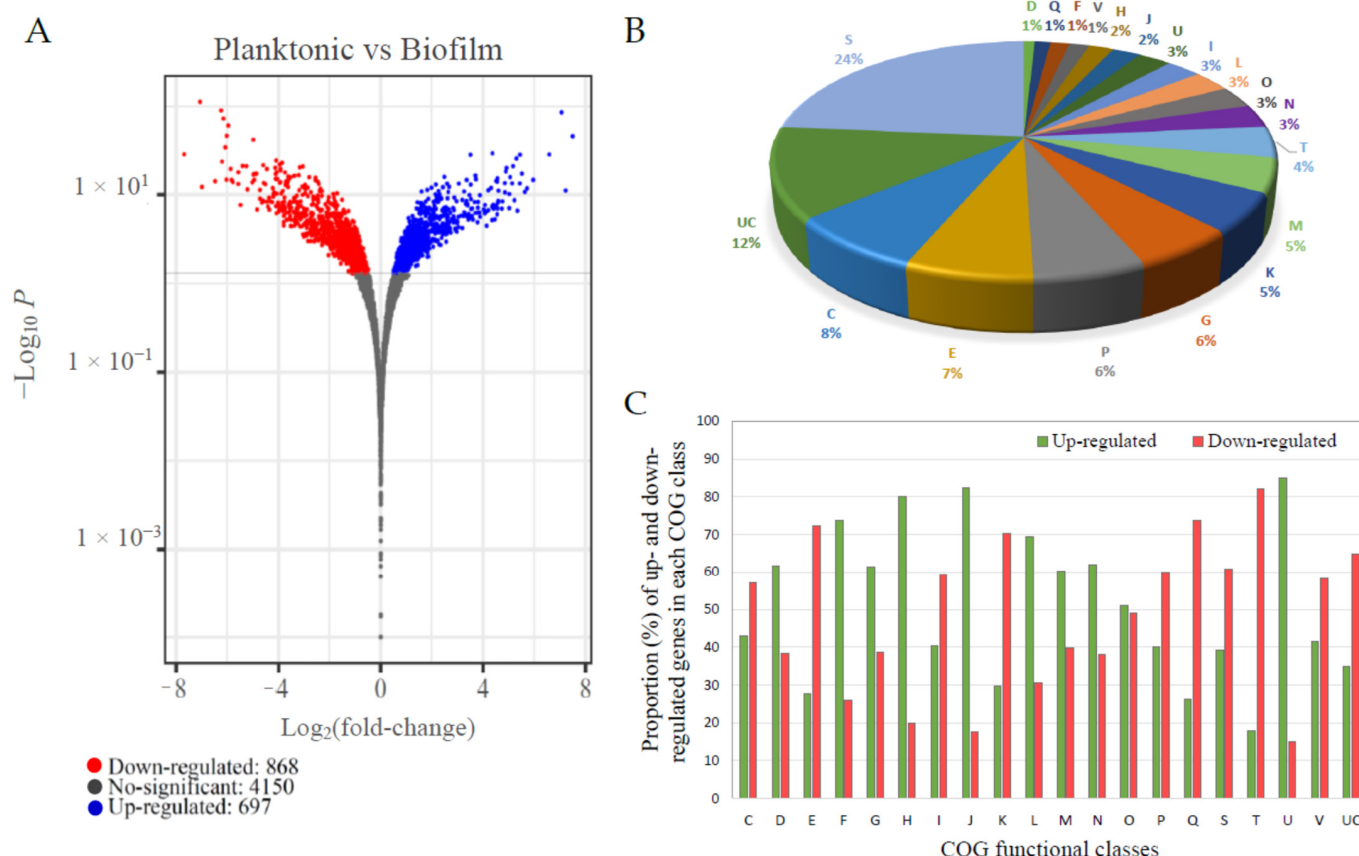 A
Planktonic vs Biofilm
−Log10 P
1 × 10¹
1 × 10⁻¹
1 × 10⁻³
−8 −4 0 4 8
Log₂(fold-change)
Down-regulated: 868
No-significant: 4150
Up-regulated: 697
B
D Q F V H J U I L O N T M K G P E C UC S
1% 1% 1% 1% 2% 2% 3% 3% 3% 3% 3% 4% 5% 5% 6% 6% 7% 8% 12% 24%
C
Proportion (%) of up- and down-
regulated genes in each COG class
Up-regulated Down-regulated
100
90
80
70
60
50
40
30
20
10
0
C D E F G H I J K L M N O P Q S T U V UC
COG functional classes